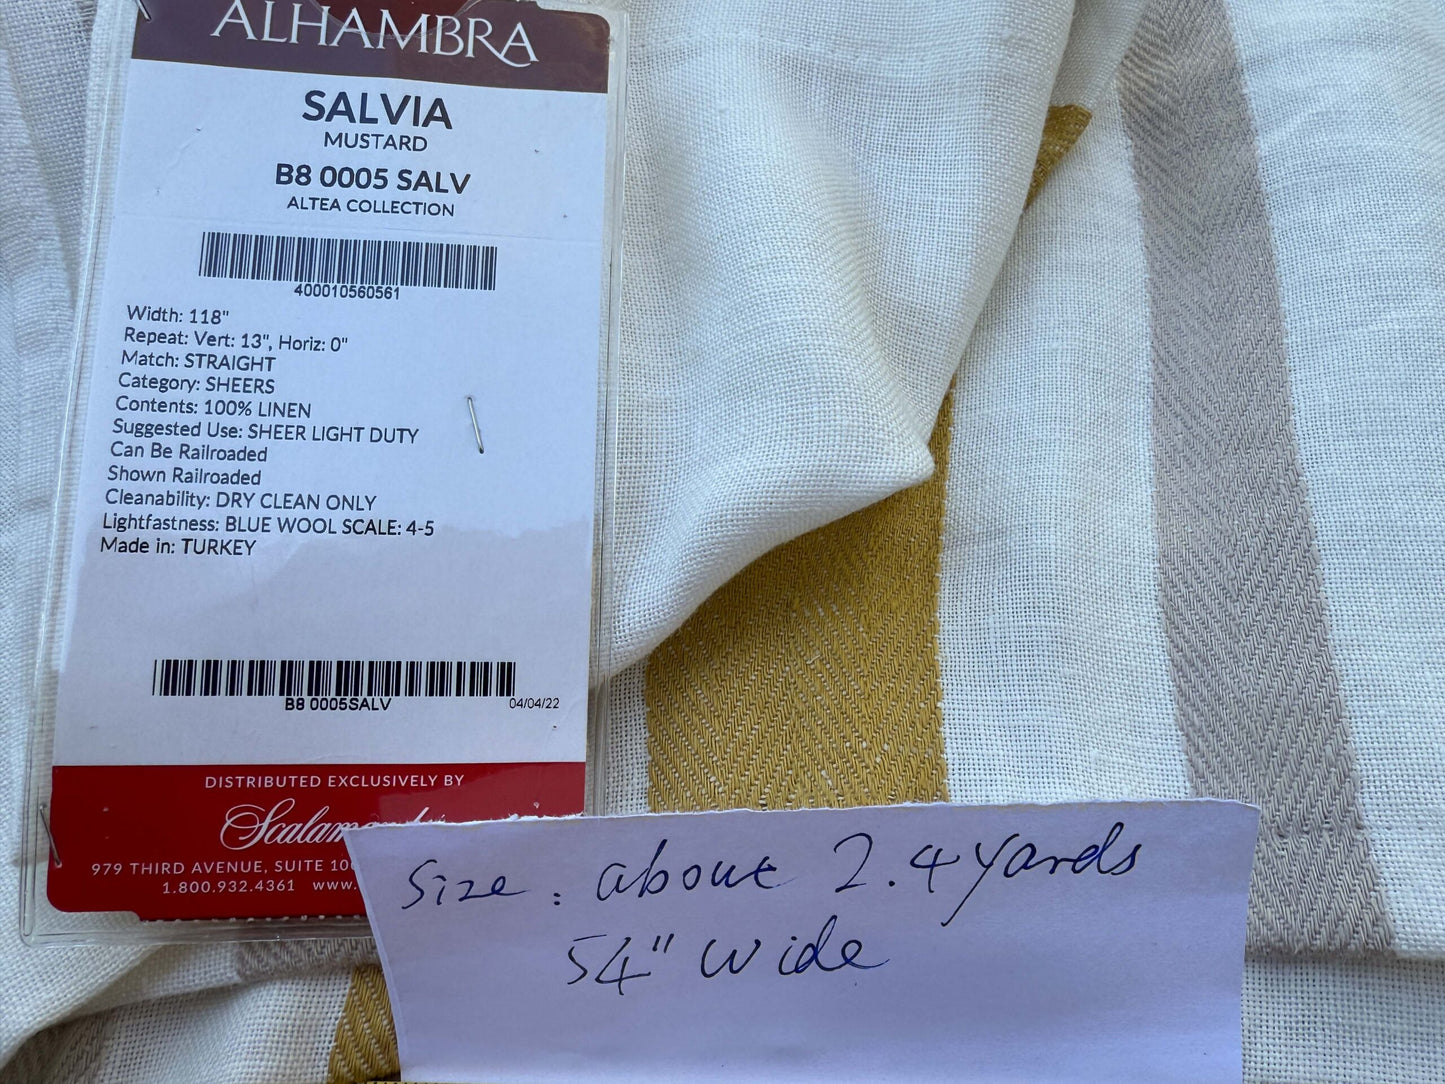 ALHAMBRA
SALVIA
MUSTARD
B8 0005 SALV
ALTEA COLLECTION
400010560561
Width: 118"
Repeat: Vert: 13", Horiz: 0"
Match: STRAIGHT
Category: SHEERS
Contents: 100% LINEN
Suggested Use: SHEER LIGHT DUTY
Can Be Railroaded
Shown Railroaded
Cleanability: DRY CLEAN ONLY
Lightfastness: BLUE WOOL SCALE: 4-5
Made in: TURKEY
B8 0005SALV
04/04/22
DISTRIBUTED EXCLUSIVELY BY
979 THIRD AVENUE, SUITE
1.800.932.4361 www.
Size: about 2.4 yards
54" wide